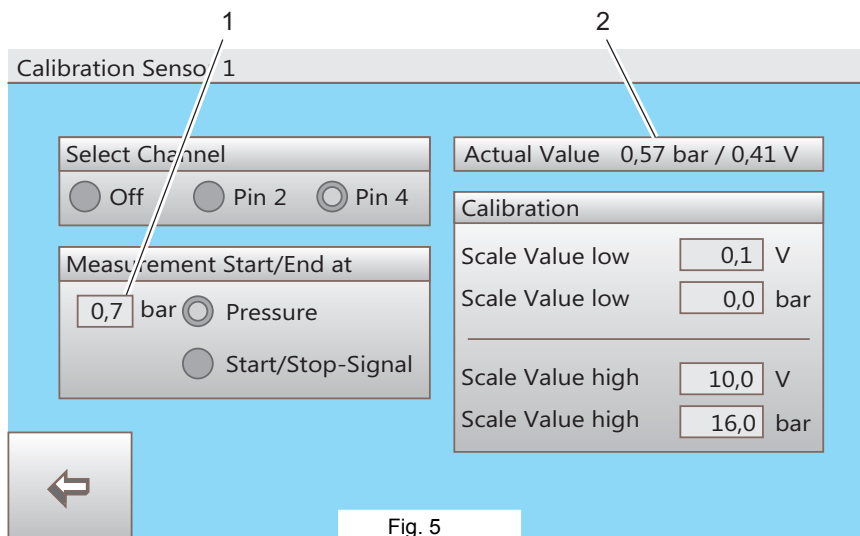 1
2
Calibration Senso 1
Select Channel
Off Pin 2 Pin 4
Measurement Start/End at
0,7 bar Pressure
Start/Stop-Signal
Actual Value 0,57 bar / 0,41 V
Calibration
Scale Value low 0,1 V
Scale Value low 0,0 bar
Scale Value high 10,0 V
Scale Value high 16,0 bar
Fig. 5